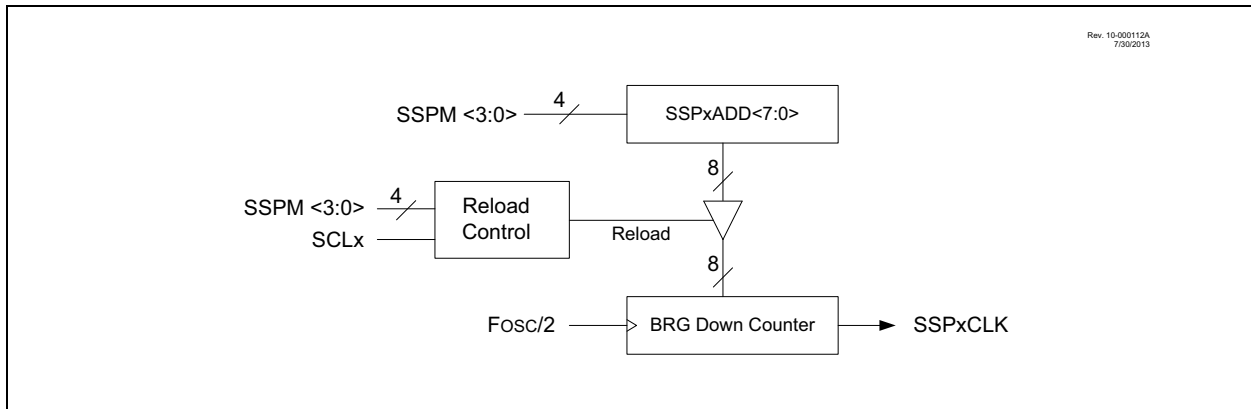 Rev. 10-000112A
7/30/2013
SSPM <3:0>
4
SSPxADD<7:0>
8
SSPM <3:0>
4
Reload
Control
SCLx
Reload
8
FOSC/2
BRG Down Counter
SSPxCLK